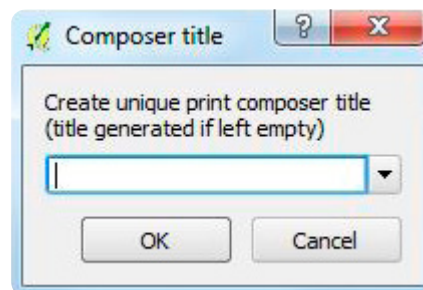 Composer title
Create unique print composer title
(title generated if left empty)
OK
Cancel